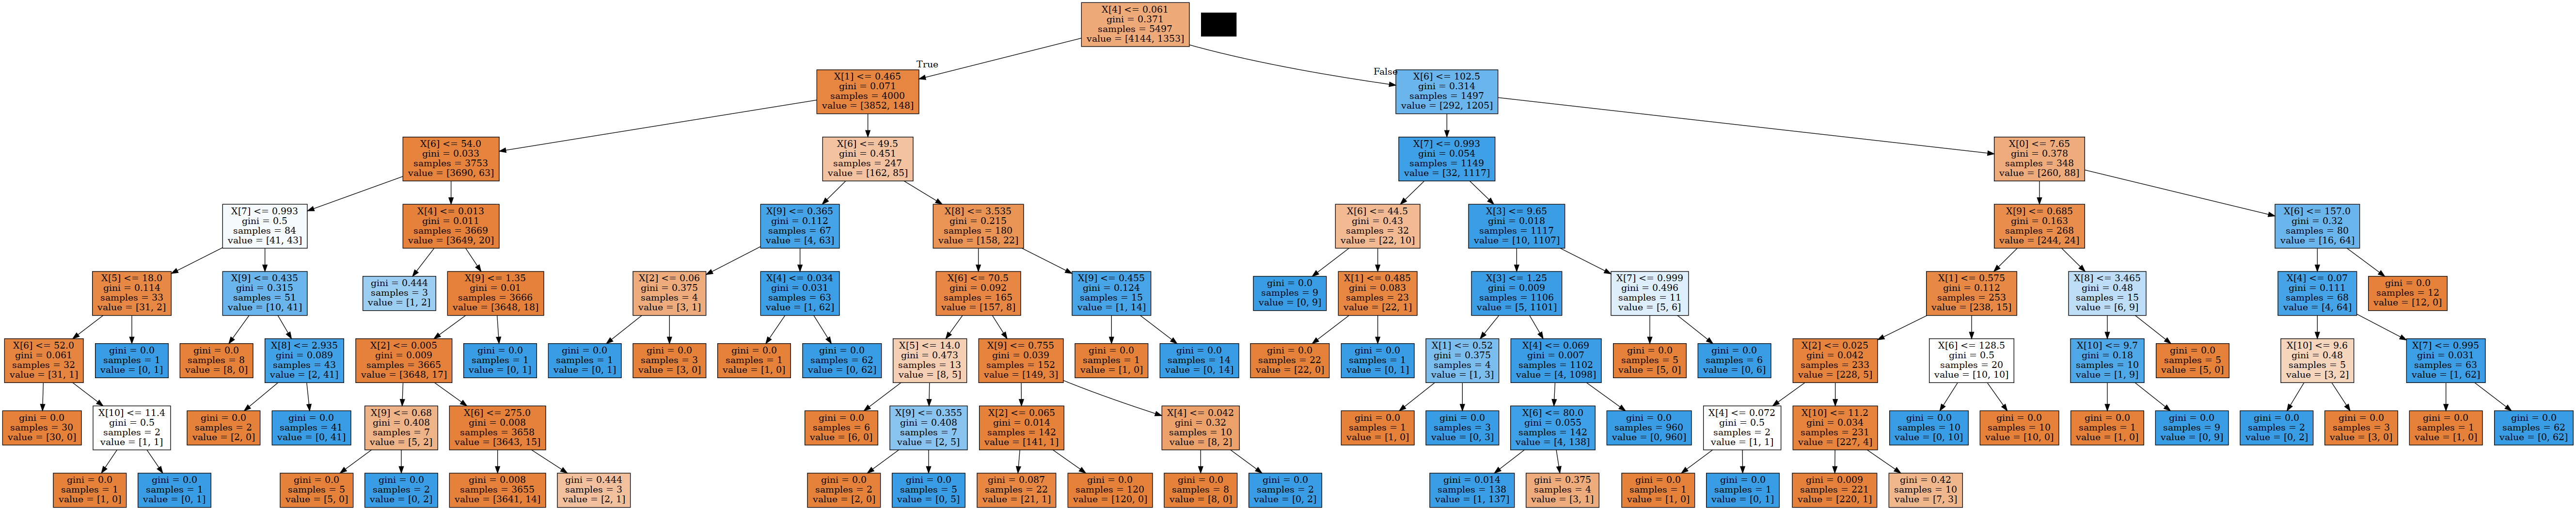 X[4] <= 0.061
gini = 0.371
samples = 5497
value = [4144, 1353]
True
False
X[1] <= 0.465
gini = 0.071
samples = 4000
value = [3852, 148]
X[6] <= 102.5
gini = 0.314
samples = 1497
value = [292, 1205]
X[6] <= 54.0
gini = 0.033
samples = 3753
value = [3690, 63]
X[6] <= 49.5
gini = 0.451
samples = 247
value = [162, 85]
X[7] <= 0.993
gini = 0.054
samples = 1149
value = [32, 1117]
X[0] <= 7.65
gini = 0.378
samples = 348
value = [260, 88]
X[7] <= 0.993
gini = 0.5
samples = 84
value = [41, 43]
X[4] <= 0.013
gini = 0.011
samples = 3669
value = [3649, 20]
X[9] <= 0.365
gini = 0.112
samples = 67
value = [4, 63]
X[8] <= 3.535
gini = 0.215
samples = 180
value = [158, 22]
X[6] <= 44.5
gini = 0.43
samples = 32
value = [22, 10]
X[3] <= 9.65
gini = 0.018
samples = 1117
value = [10, 1107]
X[9] <= 0.685
gini = 0.163
samples = 268
value = [244, 24]
X[6] <= 157.0
gini = 0.32
samples = 80
value = [16, 64]
X[5] <= 18.0
gini = 0.114
samples = 33
value = [31, 2]
X[9] <= 0.435
gini = 0.315
samples = 51
value = [10, 41]
gini = 0.444
samples = 3
value = [1, 2]
X[9] <= 1.35
gini = 0.01
samples = 3666
value = [3648, 18]
X[2] <= 0.06
gini = 0.375
samples = 4
value = [3, 1]
X[4] <= 0.034
gini = 0.031
samples = 63
value = [1, 62]
X[6] <= 70.5
gini = 0.092
samples = 165
value = [157, 8]
X[9] <= 0.455
gini = 0.124
samples = 15
value = [1, 14]
gini = 0.0
samples = 9
value = [0, 9]
X[1] <= 0.485
gini = 0.083
samples = 23
value = [22, 1]
X[3] <= 1.25
gini = 0.009
samples = 1106
value = [5, 1101]
X[7] <= 0.999
gini = 0.496
samples = 11
value = [5, 6]
X[1] <= 0.575
gini = 0.112
samples = 253
value = [238, 15]
X[8] <= 3.465
gini = 0.48
samples = 15
value = [6, 9]
X[4] <= 0.07
gini = 0.111
samples = 68
value = [4, 64]
gini = 0.0
samples = 12
value = [12, 0]
X[6] <= 52.0
gini = 0.061
samples = 32
value = [31, 1]
gini = 0.0
samples = 1
value = [0, 1]
gini = 0.0
samples = 8
value = [8, 0]
X[8] <= 2.935
gini = 0.089
samples = 43
value = [2, 41]
X[2] <= 0.005
gini = 0.009
samples = 3665
value = [3648, 17]
gini = 0.0
samples = 1
value = [0, 1]
gini = 0.0
samples = 1
value = [0, 1]
gini = 0.0
samples = 3
value = [3, 0]
gini = 0.0
samples = 1
value = [1, 0]
gini = 0.0
samples = 62
value = [0, 62]
X[5] <= 14.0
gini = 0.473
samples = 13
value = [8, 5]
X[9] <= 0.755
gini = 0.039
samples = 152
value = [149, 3]
gini = 0.0
samples = 1
value = [1, 0]
gini = 0.0
samples = 14
value = [0, 14]
gini = 0.0
samples = 22
value = [22, 0]
gini = 0.0
samples = 1
value = [0, 1]
X[1] <= 0.52
gini = 0.375
samples = 4
value = [1, 3]
X[4] <= 0.069
gini = 0.007
samples = 1102
value = [4, 1098]
gini = 0.0
samples = 5
value = [5, 0]
gini = 0.0
samples = 6
value = [0, 6]
X[2] <= 0.025
gini = 0.042
samples = 233
value = [228, 5]
X[6] <= 128.5
gini = 0.5
samples = 20
value = [10, 10]
X[10] <= 9.7
gini = 0.18
samples = 10
value = [1, 9]
gini = 0.0
samples = 5
value = [5, 0]
X[10] <= 9.6
gini = 0.48
samples = 5
value = [3, 2]
X[7] <= 0.995
gini = 0.031
samples = 63
value = [1, 62]
gini = 0.0
samples = 30
value = [30, 0]
X[10] <= 11.4
gini = 0.5
samples = 2
value = [1, 1]
gini = 0.0
samples = 2
value = [2, 0]
gini = 0.0
samples = 41
value = [0, 41]
X[9] <= 0.68
gini = 0.408
samples = 7
value = [5, 2]
X[6] <= 275.0
gini = 0.008
samples = 3658
value = [3643, 15]
gini = 0.0
samples = 6
value = [6, 0]
X[9] <= 0.355
gini = 0.408
samples = 7
value = [2, 5]
X[2] <= 0.065
gini = 0.014
samples = 142
value = [141, 1]
X[4] <= 0.042
gini = 0.32
samples = 10
value = [8, 2]
gini = 0.0
samples = 1
value = [1, 0]
gini = 0.0
samples = 3
value = [0, 3]
X[6] <= 80.0
gini = 0.055
samples = 142
value = [4, 138]
gini = 0.0
samples = 960
value = [0, 960]
X[4] <= 0.072
gini = 0.5
samples = 2
value = [1, 1]
X[10] <= 11.2
gini = 0.034
samples = 231
value = [227, 4]
gini = 0.0
samples = 10
value = [0, 10]
gini = 0.0
samples = 10
value = [10, 0]
gini = 0.0
samples = 1
value = [1, 0]
gini = 0.0
samples = 9
value = [0, 9]
gini = 0.0
samples = 2
value = [0, 2]
gini = 0.0
samples = 3
value = [3, 0]
gini = 0.0
samples = 1
value = [1, 0]
gini = 0.0
samples = 62
value = [0, 62]
gini = 0.0
samples = 1
value = [1, 0]
gini = 0.0
samples = 1
value = [0, 1]
gini = 0.0
samples = 5
value = [5, 0]
gini = 0.0
samples = 2
value = [0, 2]
gini = 0.008
samples = 3655
value = [3641, 14]
gini = 0.444
samples = 3
value = [2, 1]
gini = 0.0
samples = 2
value = [2, 0]
gini = 0.0
samples = 5
value = [0, 5]
gini = 0.087
samples = 22
value = [21, 1]
gini = 0.0
samples = 120
value = [120, 0]
gini = 0.0
samples = 8
value = [8, 0]
gini = 0.0
samples = 2
value = [0, 2]
gini = 0.014
samples = 138
value = [1, 137]
gini = 0.375
samples = 4
value = [3, 1]
gini = 0.0
samples = 1
value = [1, 0]
gini = 0.0
samples = 1
value = [0, 1]
gini = 0.009
samples = 221
value = [220, 1]
gini = 0.42
samples = 10
value = [7, 3]